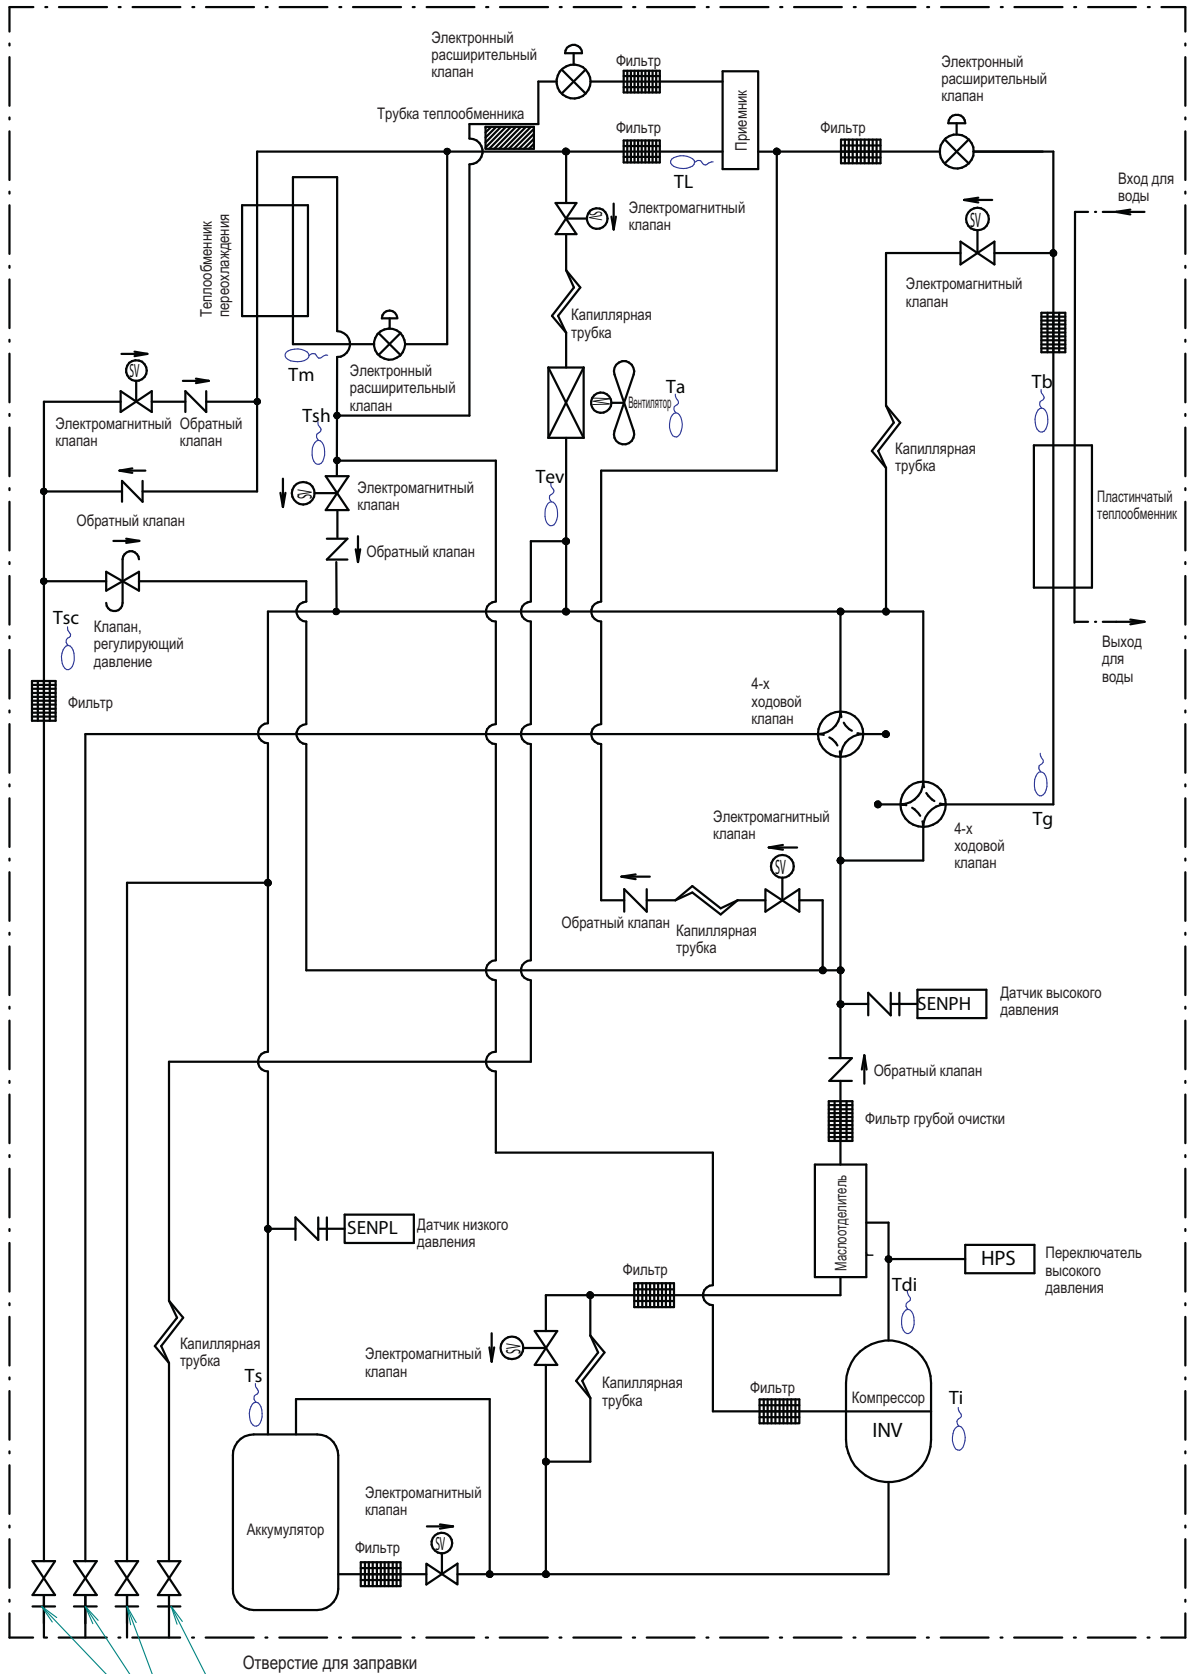 Электронный
расширительный
клапан
Фильтр
Электронный
расширительный
клапан
Трубка теплообменника
Фильтр
Приемник
Фильтр
TL
Вход для
воды
Электромагнитный
клапан
SV
SV
Теплообменник
переохлаждения
Электромагнитный
клапан
Капиллярная
трубка
SV
Tm
Электронный
расширительный
клапан
Ta
Tb
Вентилятор
M
Tsh
Электромагнитный
клапан
Обратный
клапан
Капиллярная
трубка
Tev
SV
Электромагнитный
клапан
Пластинчатый
теплообменник
Обратный клапан
Обратный клапан
Tsc
Клапан,
регулирующий
давление
Выход
для
воды
Фильтр
4-х
ходовой
клапан
Электромагнитный
клапан
Tg
4-х
ходовой
клапан
SV
Обратный клапан
Капиллярная
трубка
SENPH
Датчик высокого
давления
Обратный клапан
Фильтр грубой очистки
Маслоотделитель
SENPL
Датчик низкого
давления
HPS
Переключатель
высокого
давления
Фильтр
Tdi
Капиллярная
трубка
SV
Электромагнитный
клапан
Ts
Капиллярная
трубка
Фильтр
Компрессор
INV
Ti
Электромагнитный
клапан
Аккумулятор
Фильтр
SV
Отверстие для заправки